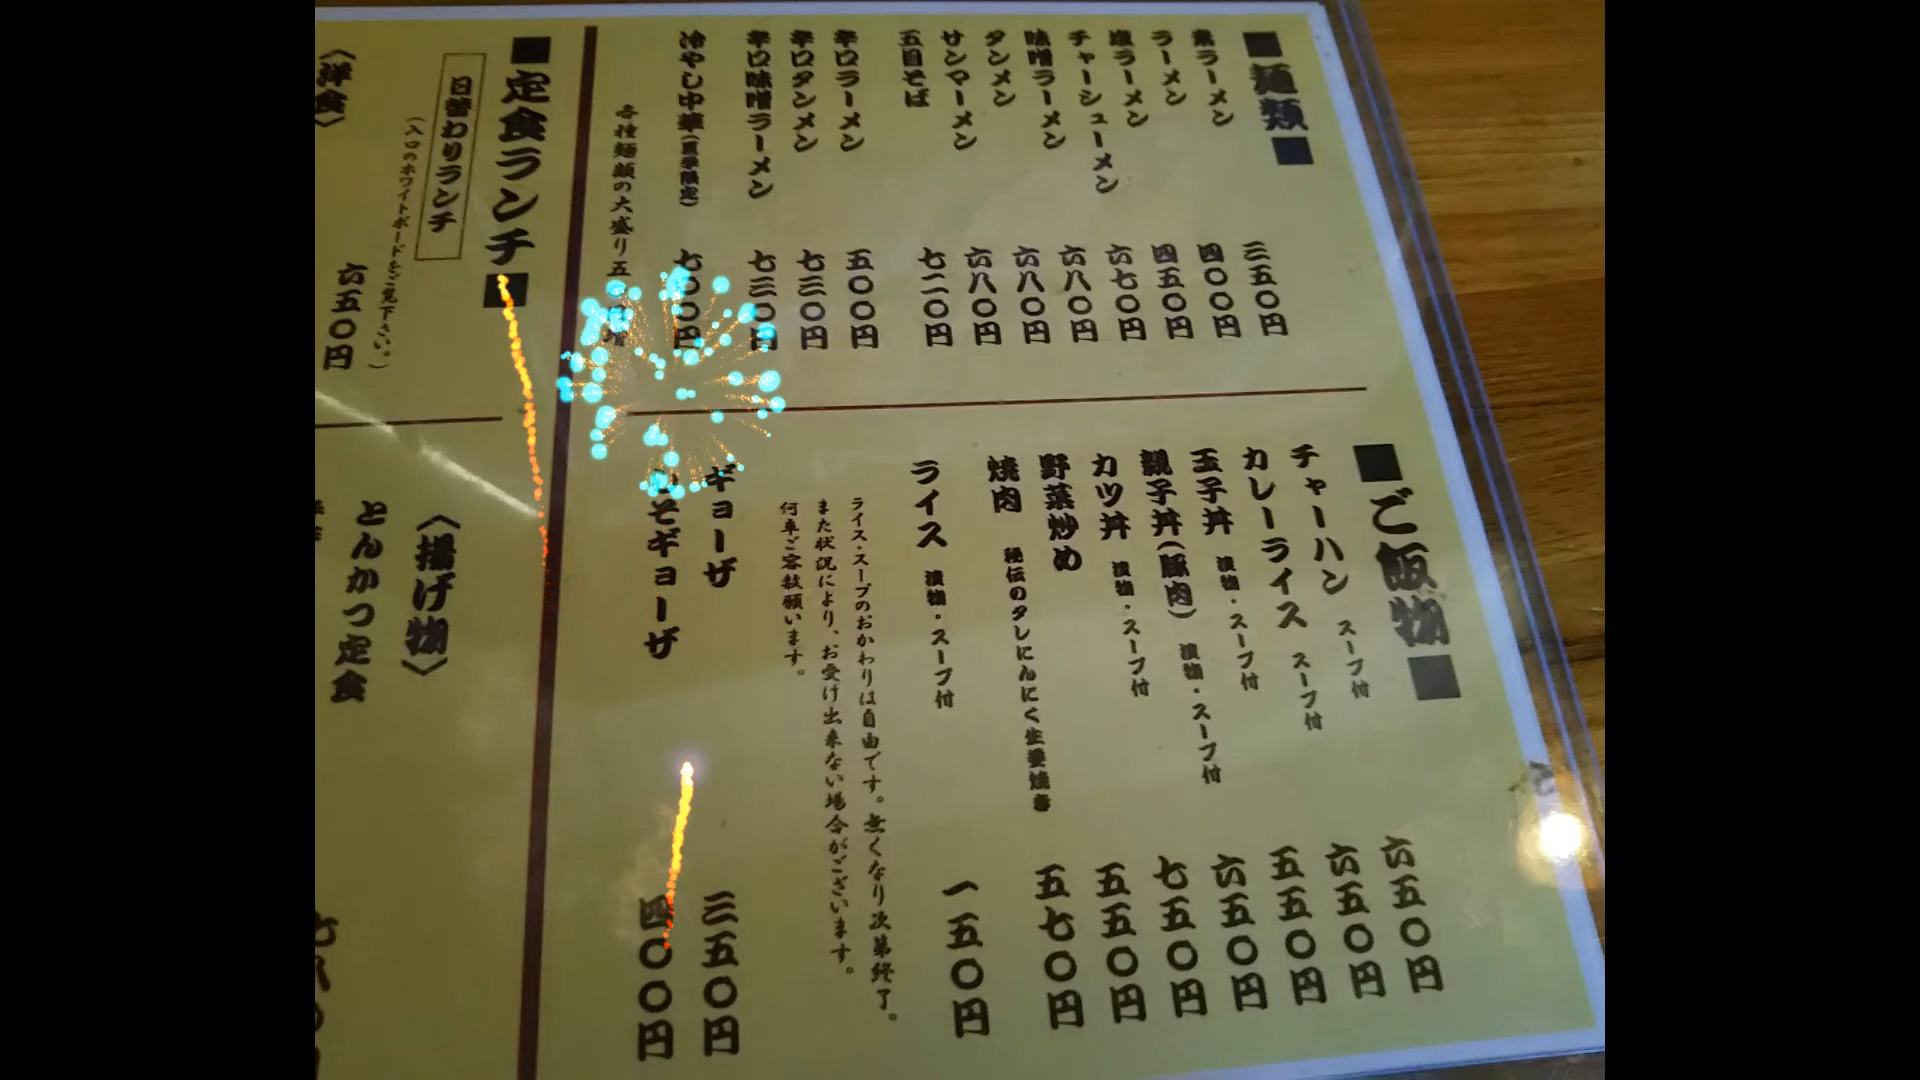 ■麺類■
素ラーメン 三五〇円
ラーメン 四〇〇円
塩ラーメン 四五〇円
チャーシューメン 六七〇円
味噌ラーメン 六八〇円
タンメン 六八〇円
サンマーメン 六八〇円
五目そば 七二〇円
辛口ラーメン 五〇〇円
辛口タンメン 七三〇円
辛口味噌ラーメン 七三〇円
冷やし中華(夏季限定) 七〇〇円
各種麺類の大盛り五
■ご飯物■
チャーハン スープ付 六五〇円
カレーライス スープ付 六五〇円
玉子丼 漬物・スープ付 五五〇円
親子丼(豚肉) 漬物・スープ付 六五〇円
カツ丼 漬物・スープ付 七五〇円
野菜炒め 五五〇円
焼肉 秘伝のタレにんにく生姜焼き 五七〇円
ライス 漬物・スープ付 一五〇円
ライス・スープのおかわりは自由です。無くなり次第終了。
また状況により、お受け出来ない場合がございます。
何卒ご容赦願います。
ギョーザ 三五〇円
そギョーザ 四〇〇円
■定食ランチ■
日替わりランチ
(入口のホワイトボードをご覧下さい。)
六五〇円
〈洋食〉
〈揚げ物〉
とんかつ定食